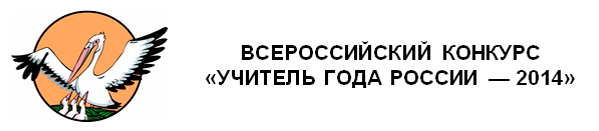 ВСЕРОССИЙСКИЙ КОНКУРС
«УЧИТЕЛЬ ГОДА РОССИИ — 2014»